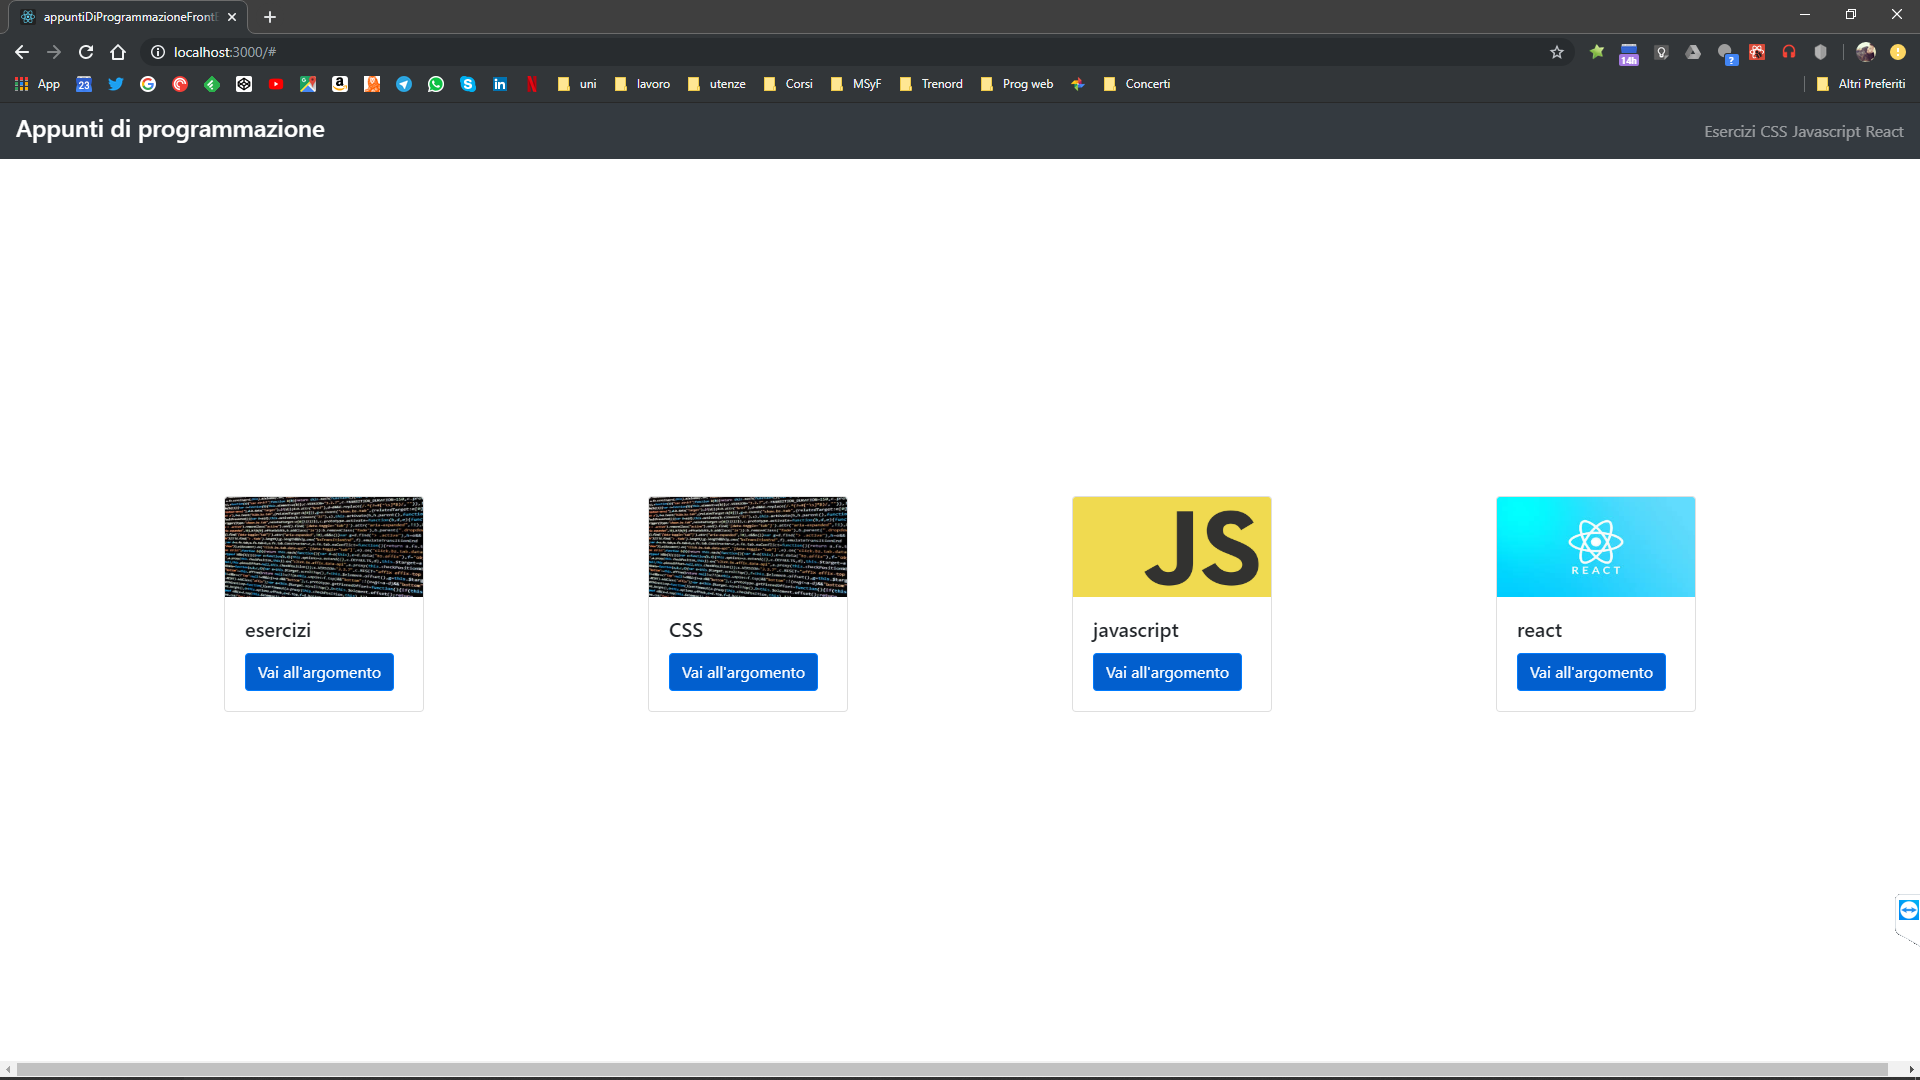 appuntiDiProgrammazioneFrontE
localhost:3000/#
14h
?
App
23
uni
lavoro
utenze
Corsi
MSyF
Trenord
Prog web
Concerti
Altri Preferiti
Appunti di programmazione
Esercizi CSS Javascript React
JS
REACT
esercizi
CSS
javascript
react
Vai all'argomento
Vai all'argomento
Vai all'argomento
Vai all'argomento